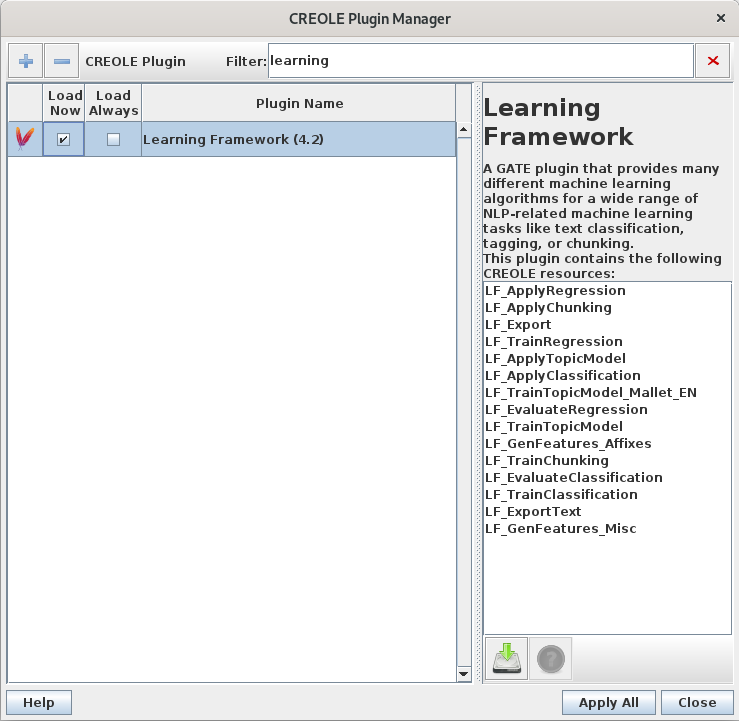 CREOLE Plugin Manager
CREOLE Plugin
Filter: learning
Load Now
Load Always
Plugin Name
Learning Framework (4.2)
Learning
Framework
A GATE plugin that provides many
different machine learning
algorithms for a wide range of
NLP-related machine learning
tasks like text classification,
tagging, or chunking.
This plugin contains the following
CREOLE resources:
LF_ApplyRegression
LF_ApplyChunking
LF_Export
LF_TrainRegression
LF_ApplyTopicModel
LF_ApplyClassification
LF_TrainTopicModel_Mallet_EN
LF_EvaluateRegression
LF_TrainTopicModel
LF_GenFeatures_Affixes
LF_TrainChunking
LF_EvaluateClassification
LF_TrainClassification
LF_ExportText
LF_GenFeatures_Misc
Help
Apply All
Close